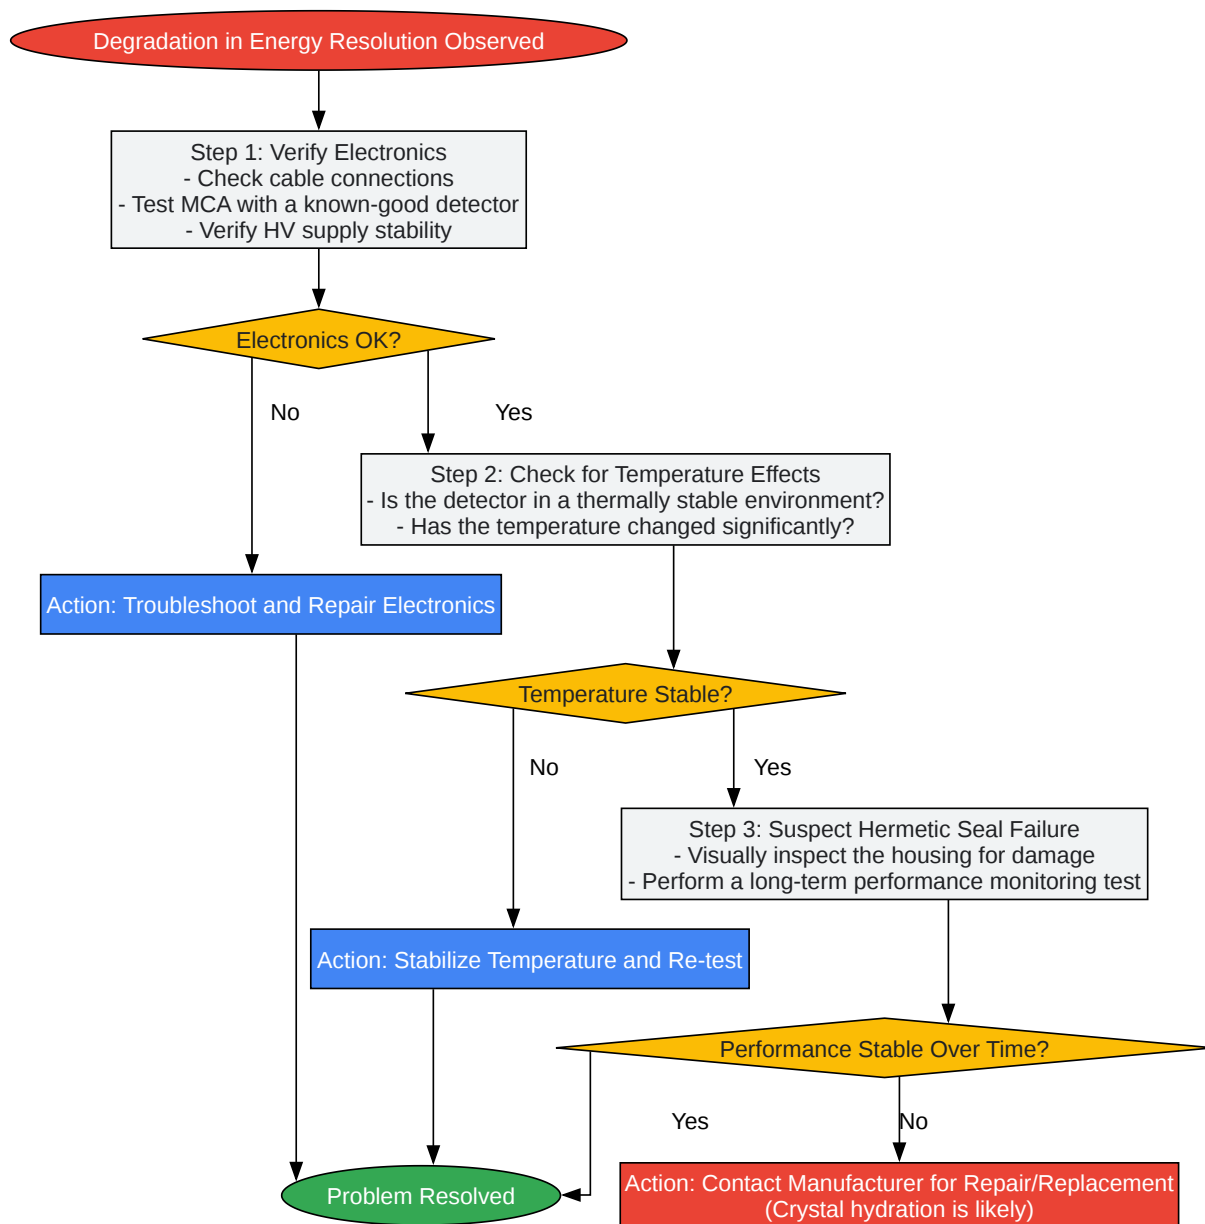 Degradation in Energy Resolution Observed
Step 1: Verify Electronics
- Check cable connections
- Test MCA with a known-good detector
- Verify HV supply stability
Electronics OK?
No
Yes
Step 2: Check for Temperature Effects
- Is the detector in a thermally stable environment?
- Has the temperature changed significantly?
Action: Troubleshoot and Repair Electronics
Temperature Stable?
No
Yes
Step 3: Suspect Hermetic Seal Failure
- Visually inspect the housing for damage
- Perform a long-term performance monitoring test
Action: Stabilize Temperature and Re-test
Performance Stable Over Time?
Yes
No
Problem Resolved
Action: Contact Manufacturer for Repair/Replacement
(Crystal hydration is likely)